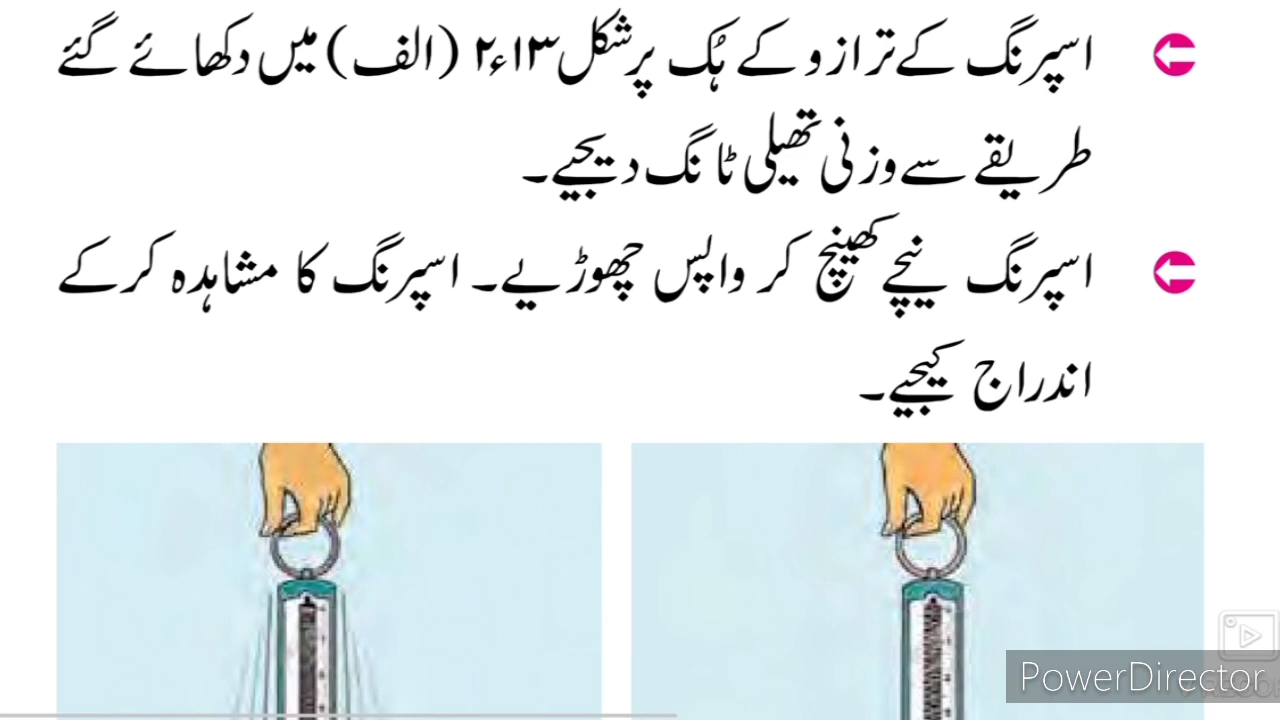 اسپرنگ کے ترازو کے ہُک پر شکل ۲ء۱۳ (الف) میں دکھائے گئے
طریقے سے وزنی تھیلی ٹانگ دیجیے۔
اسپرنگ نیچے کھینچ کر واپس چھوڑیے۔ اسپرنگ کا مشاہدہ کرکے
اندراج کیجیے۔
PowerDirector